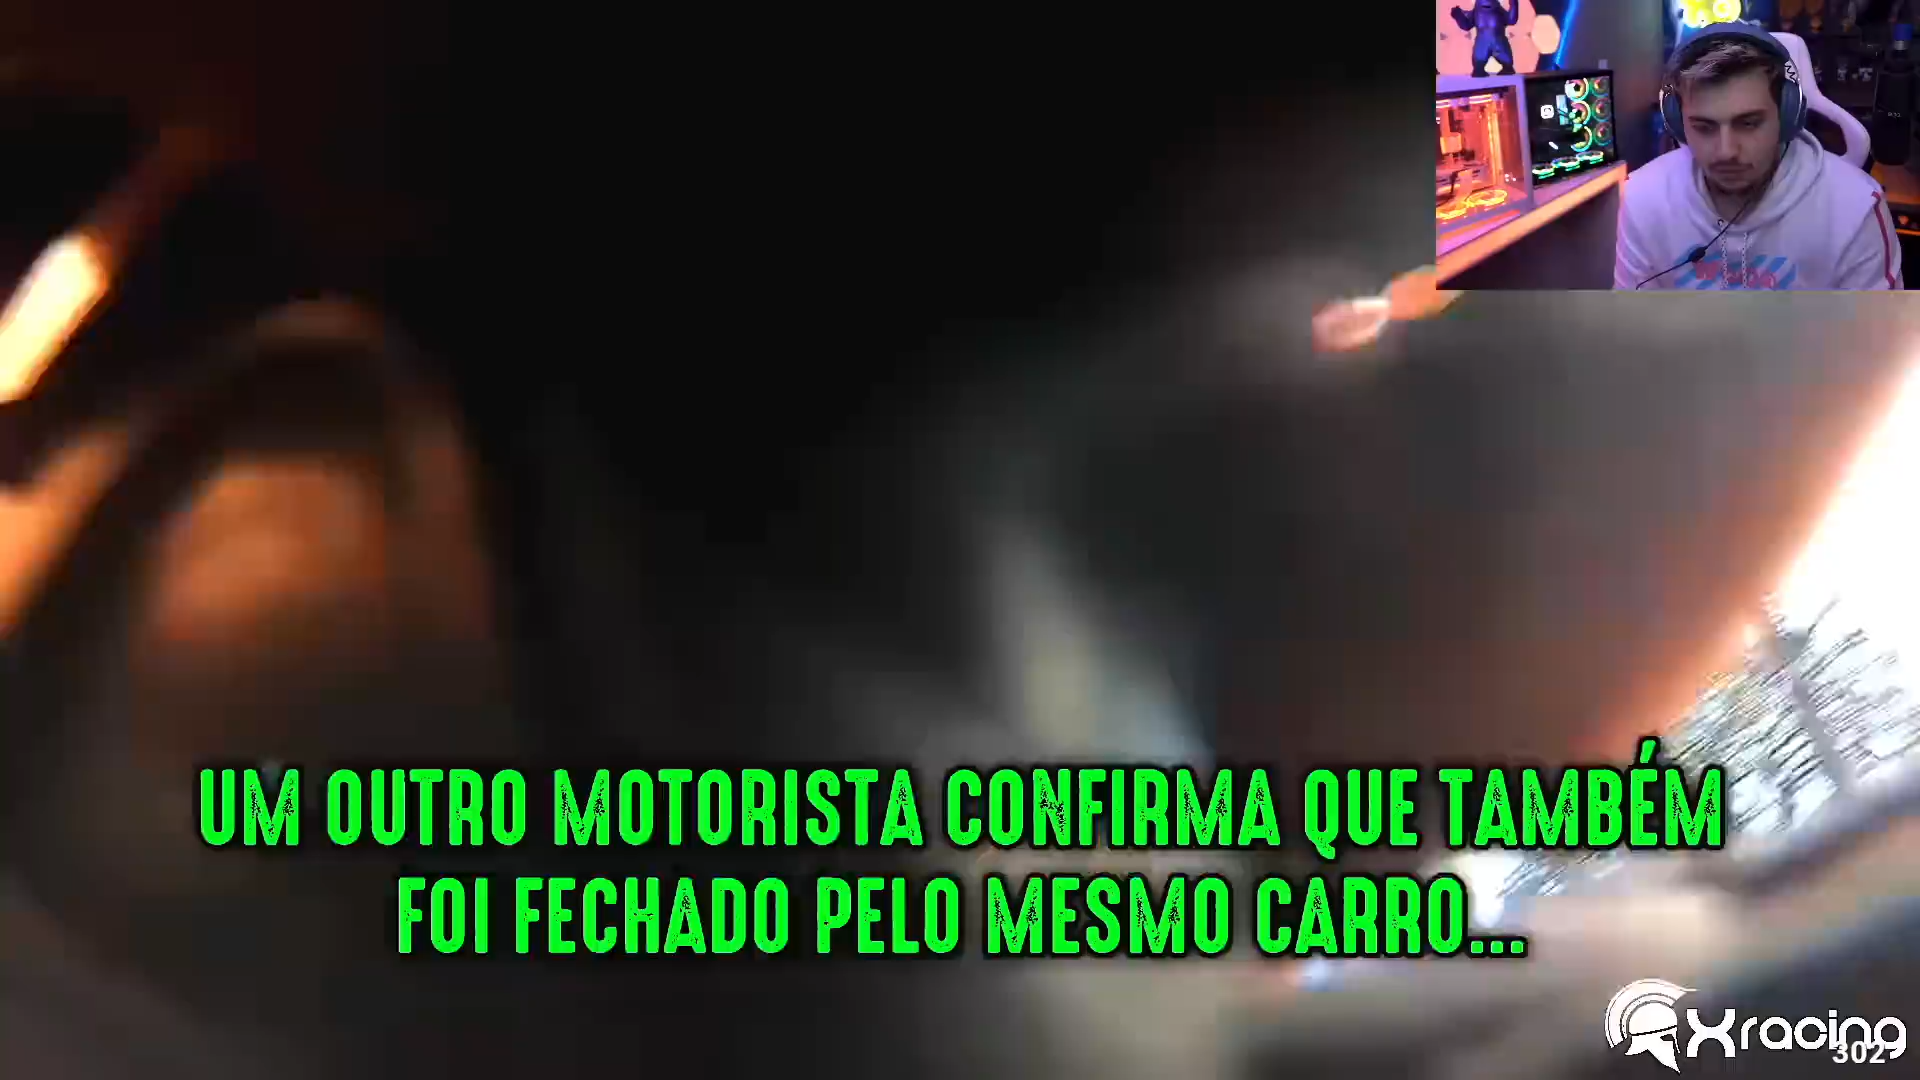 UM OUTRO MOTORISTA CONFIRMA QUE TAMBÉM
FOI FECHADO PELO MESMO CARRO...
Xracing
302